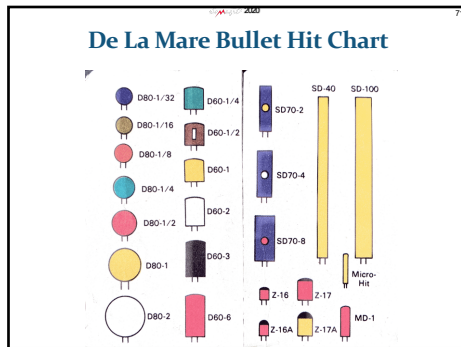 2020
71
De La Mare Bullet Hit Chart
D80-1/32
D80-1/16
D80-1/8
D80-1/4
D80-1/2
D80-1
D80-2
D60-1/4
D60-1/2
D60-1
D60-2
D60-3
D60-6
SD-40
SD-100
SD70-2
SD70-4
SD70-8
Micro-
Hit
Z-16
Z-17
Z-16A
Z-17A
MD-1